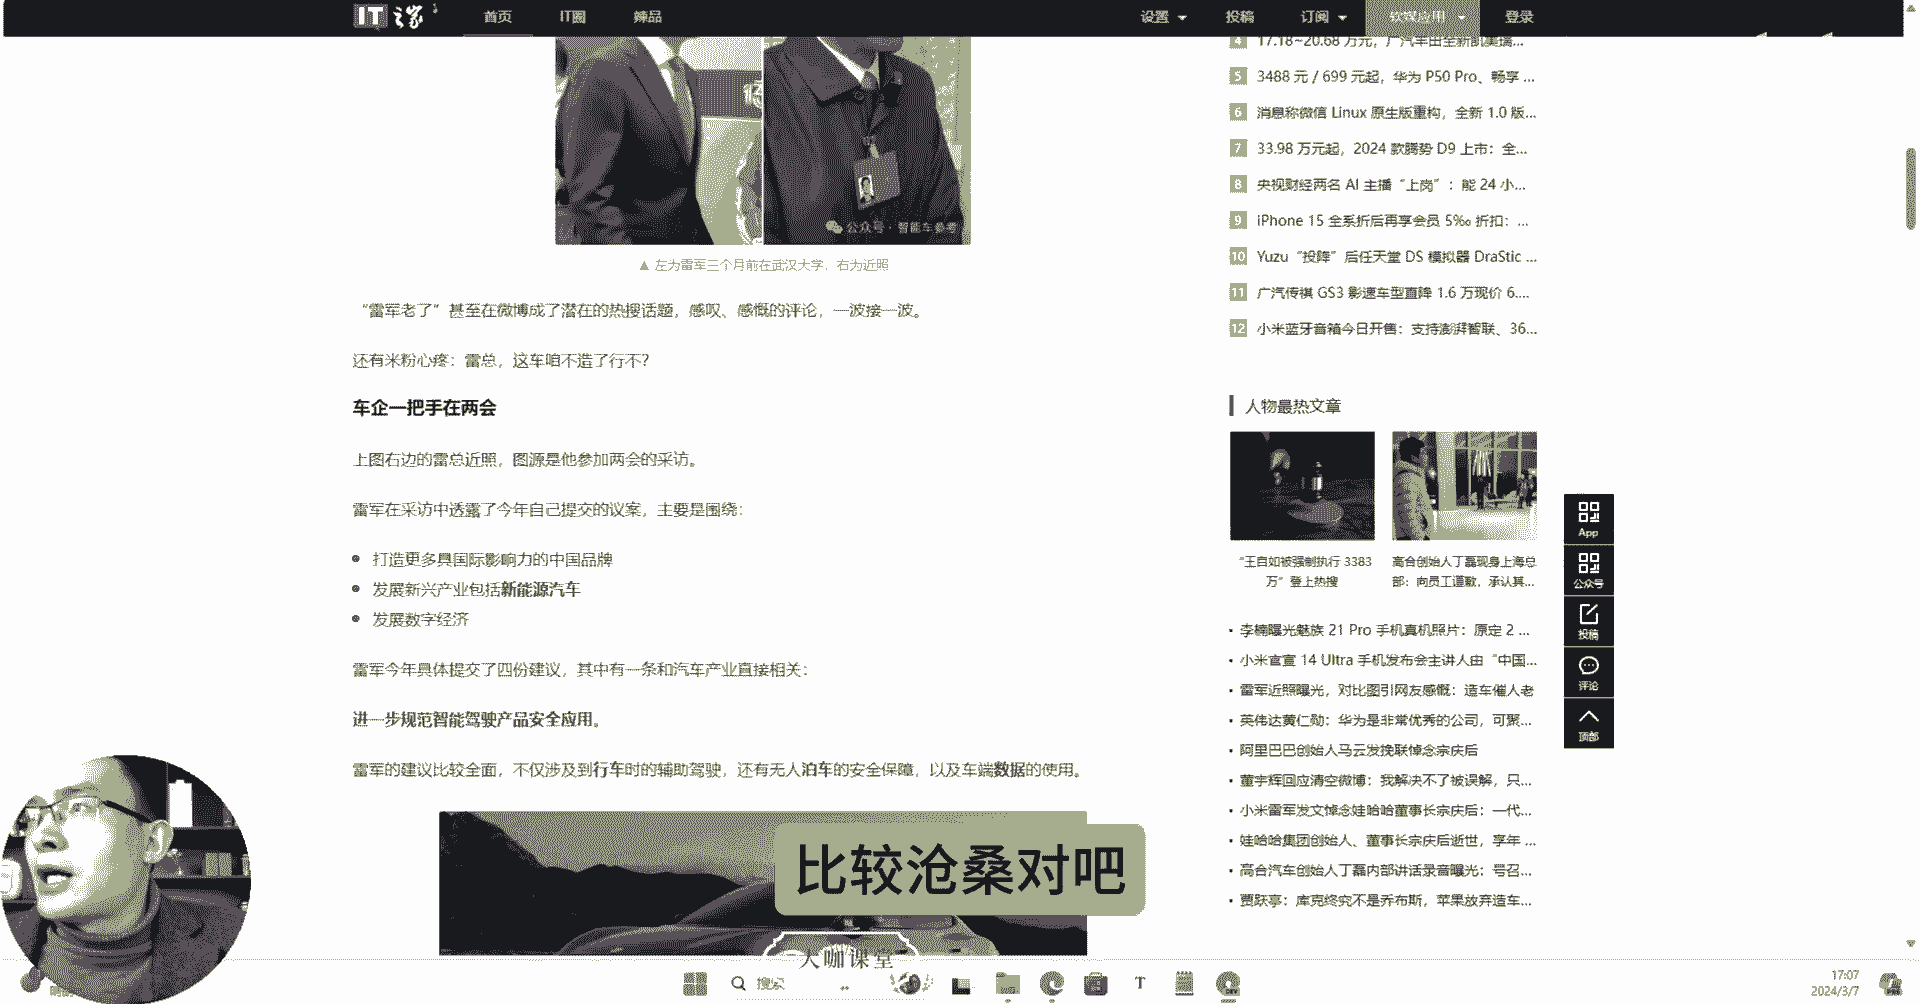 IT之家
首页 IT圈 辣品
设置 投稿 订阅 软媒应用 登录
公众号·智能车参考
▲ 左为雷军三个月前在武汉大学，右为近照
“雷军老了”甚至在微博成了潜在的热搜话题，感叹、感慨的评论，一波接一波。
还有米粉心疼：雷总，这车咱不造了行不？
车企一把手在两会
上图右边的雷总近照，图源是他参加两会的采访。
雷军在采访中透露了今年自己提交的议案，主要是围绕：
打造更多具国际影响力的中国品牌
发展新兴产业包括新能源汽车
发展数字经济
雷军今年具体提交了四份建议，其中有一条和汽车产业直接相关：
进一步规范智能驾驶产品安全应用。
雷军的建议比较全面，不仅涉及到行车时的辅助驾驶，还有无人泊车的安全保障，以及车端数据的使用。
4 17.18~20.68 万元，广汽丰田全新凯美瑞...
5 3488 元 / 699 元起，华为 P50 Pro、畅享 ...
6 消息称微信 Linux 原生版重构，全新 1.0 版...
7 33.98 万元起，2024 款腾势 D9 上市：全...
8 央视财经两名 AI 主播“上岗”：能 24 小...
9 iPhone 15 全系折后再享会员 5‰ 折扣：...
10 Yuzu“投降”后任天堂 DS 模拟器 DraStic ...
11 广汽传祺 GS3 影速车型直降 1.6 万现价 6....
12 小米蓝牙音箱今日开售：支持澎湃智联、36...
人物最热文章
“王自如被强制执行 3383
万”登上热搜
高合创始人丁磊现身上海总
部：向员工道歉，承认其...
李楠曝光魅族 21 Pro 手机真机照片：原定 2 ...
小米官宣 14 Ultra 手机发布会主讲人由“中国...
雷军近照曝光，对比图引网友感慨：造车催人老
英伟达黄仁勋：华为是非常优秀的公司，可聚...
阿里巴巴创始人马云发挽联悼念宗庆后
董宇辉回应清空微博：我解决不了被误解，只...
小米雷军发文悼念娃哈哈董事长宗庆后：一代...
娃哈哈集团创始人、董事长宗庆后逝世，享年 ...
高合汽车创始人丁磊内部讲话录音曝光：号召...
贾跃亭：库克终究不是乔布斯，苹果放弃造车...
App
公众号
投稿
评论
顶部
比较沧桑对吧
大咖课堂
搜索
17:07
2024/3/7